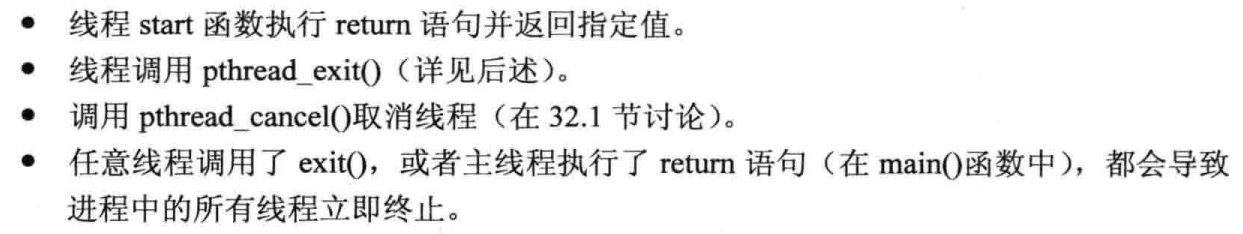 ● 线程 start 函数执行 return 语句并返回指定值。
● 线程调用 pthread_exit()（详见后述）。
● 调用 pthread_cancel()取消线程（在 32.1 节讨论）。
● 任意线程调用了 exit()，或者主线程执行了 return 语句（在 main()函数中），都会导致
进程中的所有线程立即终止。